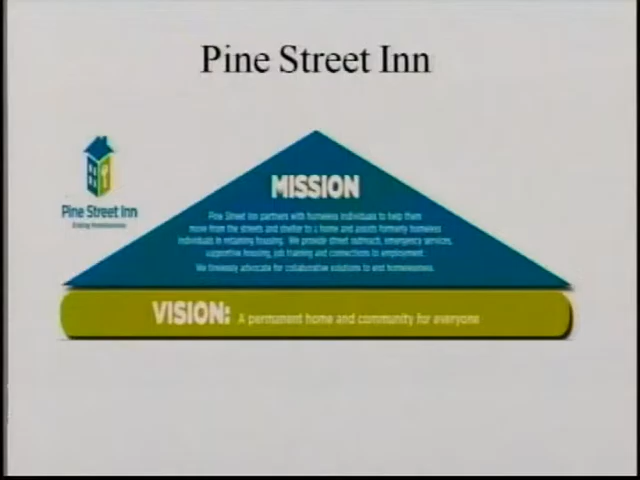 Pine Street Inn
Pine Street Inn
Ending Homelessness
MISSION
Pine Street Inn partners with homeless individuals to help them
move from the streets and shelter to a home and assists formerly homeless
individuals in retaining housing. We provide street outreach, emergency services,
supportive housing, job training and connections to employment.
We tirelessly advocate for collaborative solutions to end homelessness.
VISION: A permanent home and community for everyone